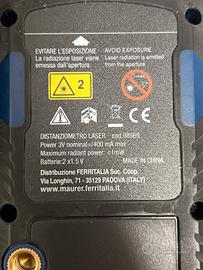 EVITARE L'ESPOSIZIONE
La radiazione laser viene
emessa dall'apertura.
AVOID EXPOSURE
Laser radiation is emitted
from the aperture
2
DISTANZIOMETRO LASER cod.98569
Power 3V nominal=/400 mA max
Maximum radiant power: <1mW
Batterie:2 x1.5 V MADE IN CHINA
Distribuzione FERRITALIA Soc. Coop.
Via Longhin, 71 - 35129 PADOVA (ITALY)
www.maurer.ferritalia.it